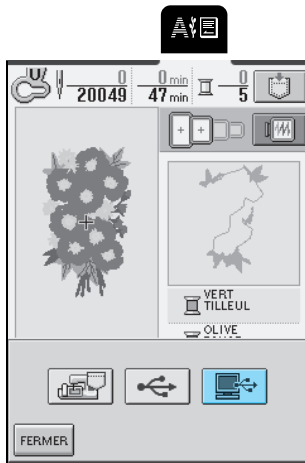 A
U
0 0 min 0
20049 47 min 5
VERT
TILLEUL
OLIVE
FERMER